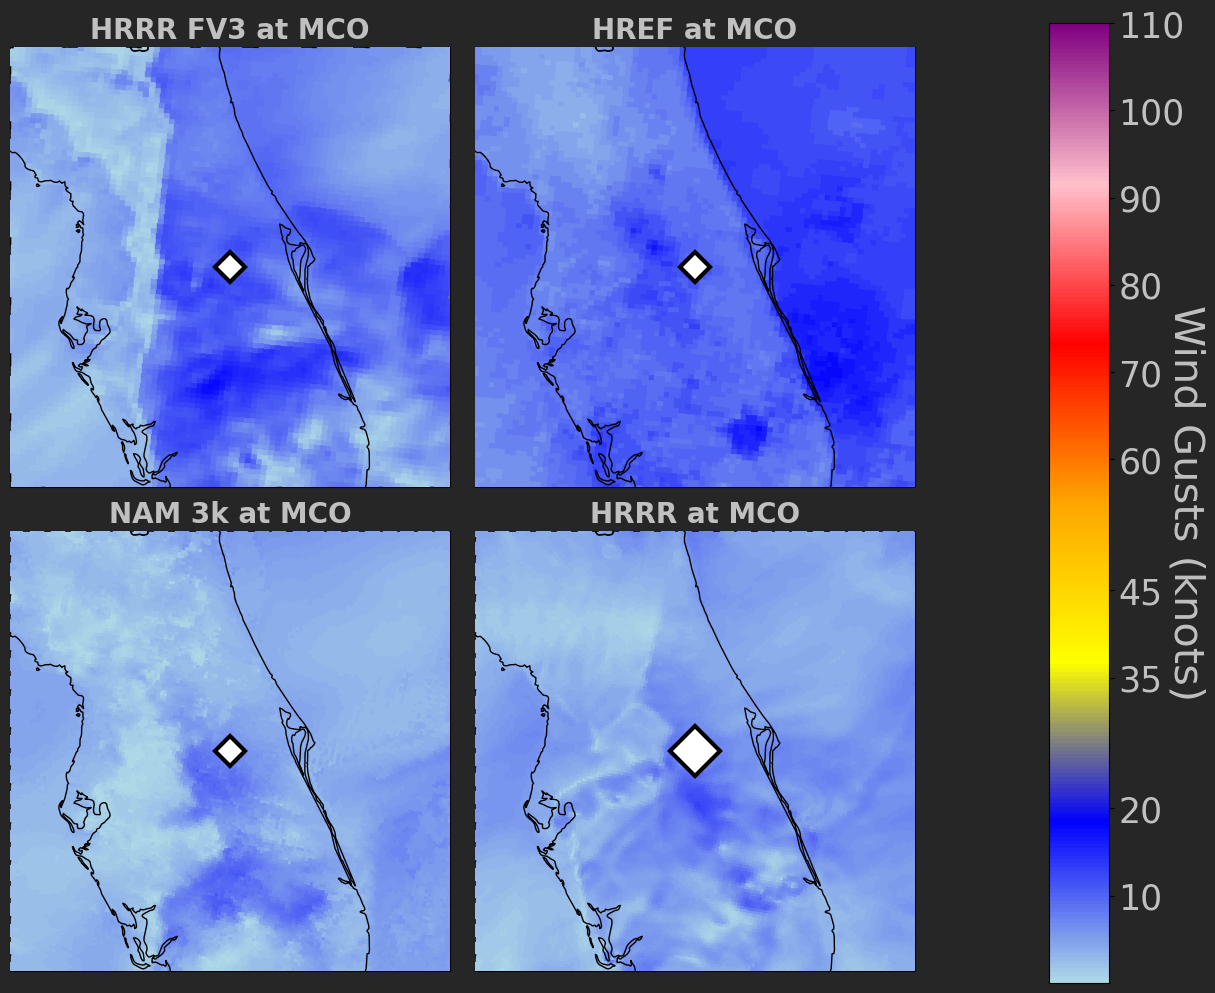 HRRR FV3 at MCO
HREF at MCO
NAM 3k at MCO
HRRR at MCO
110
100
90
80
70
60
45
35
20
10
Wind Gusts (knots)